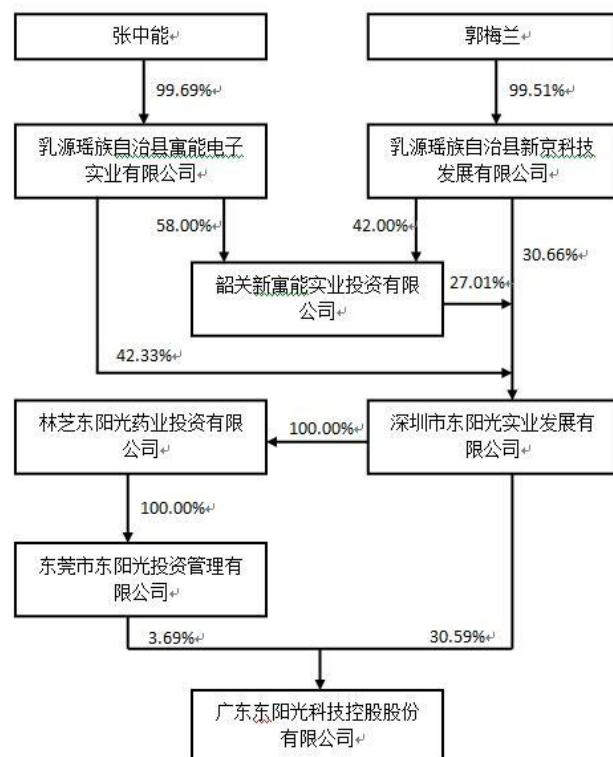 张中能
郭梅兰
99.69%
99.51%
乳源瑶族自治县寓能电子
实业有限公司
乳源瑶族自治县新京科技
发展有限公司
58.00%
42.00%
30.66%
韶关新寓能实业投资有限
公司
27.01%
42.33%
林芝东阳光药业投资有限
公司
100.00%
深圳市东阳光实业发展有
限公司
100.00%
东莞市东阳光投资管理有
限公司
3.69%
30.59%
广东东阳光科技控股股份
有限公司